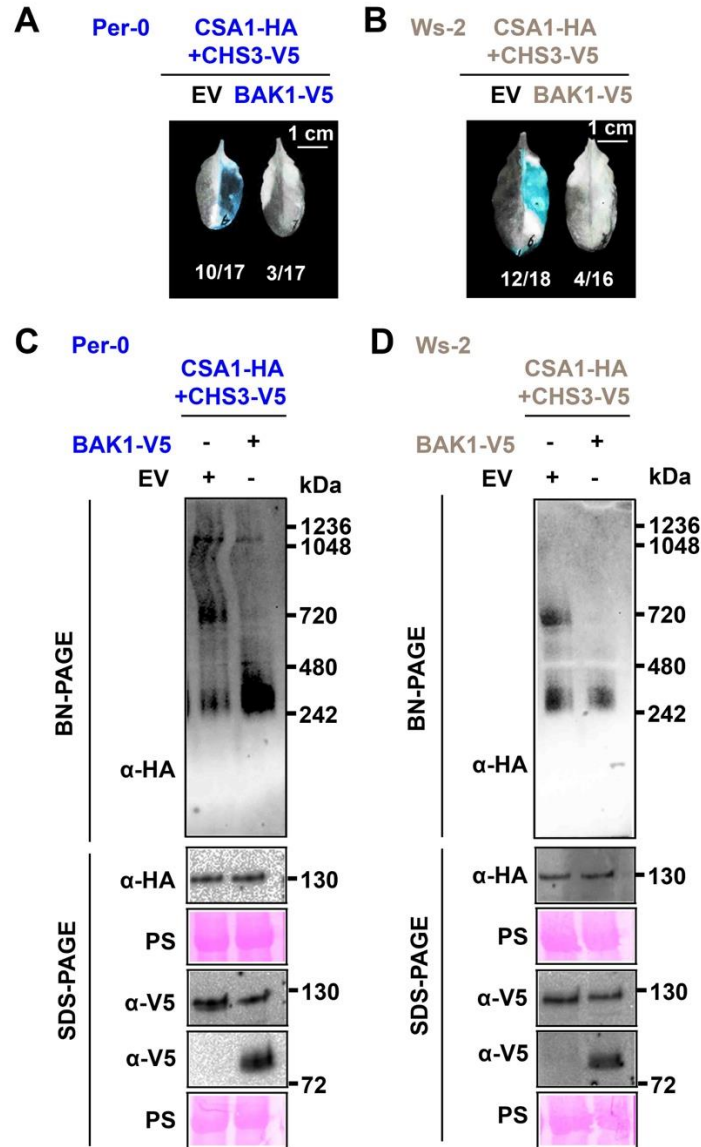 A
Per-0
CSA1-HA
+CHS3-V5
EV BAK1-V5
1 cm
10/17 3/17
B
Ws-2
CSA1-HA
+CHS3-V5
EV BAK1-V5
1 cm
12/18 4/16
C
Per-0
CSA1-HA
+CHS3-V5
BAK1-V5 - +
EV + -
kDa
1236
1048
720
480
242
BN-PAGE
α-HA
SDS-PAGE
α-HA
130
PS
α-V5
130
α-V5
72
PS
D
Ws-2
CSA1-HA
+CHS3-V5
BAK1-V5 - +
EV + -
kDa
1236
1048
720
480
242
BN-PAGE
α-HA
SDS-PAGE
α-HA
130
PS
α-V5
130
α-V5
72
PS